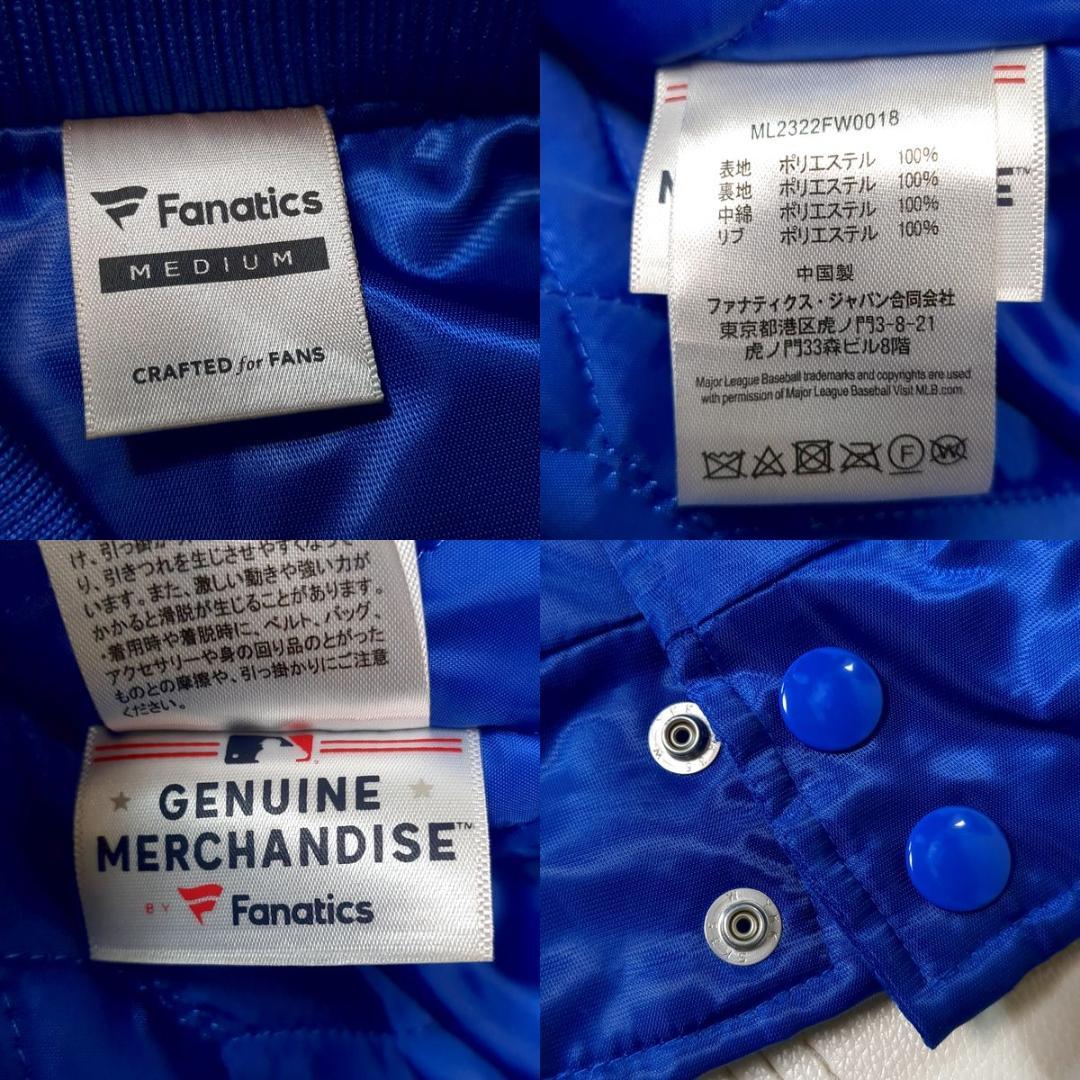 Fanatics
MEDIUM
CRAFTED for FANS
ML2322FW0018
表地 ポリエステル 100%
裏地 ポリエステル 100%
中綿 ポリエステル 100%
リブ ポリエステル 100%
中国製
ファナティクス・ジャパン合同会社
東京都港区虎ノ門3-8-21
虎ノ門33森ビル8階
Major League Baseball trademarks and copyrights are used
with permission of Major League Baseball Visit MLB.com.
F
W
り、引きつれを生じさせやすくなって
います。また、激しい動きや強い力が
かかると滑脱が生じることがあります。
・着用時や着脱時に、ベルト、バッグ、
アクセサリーや身の回り品のとがった
ものとの摩擦や、引っ掛かりにご注意
ください。
GENUINE
MERCHANDISE™
BY Fanatics